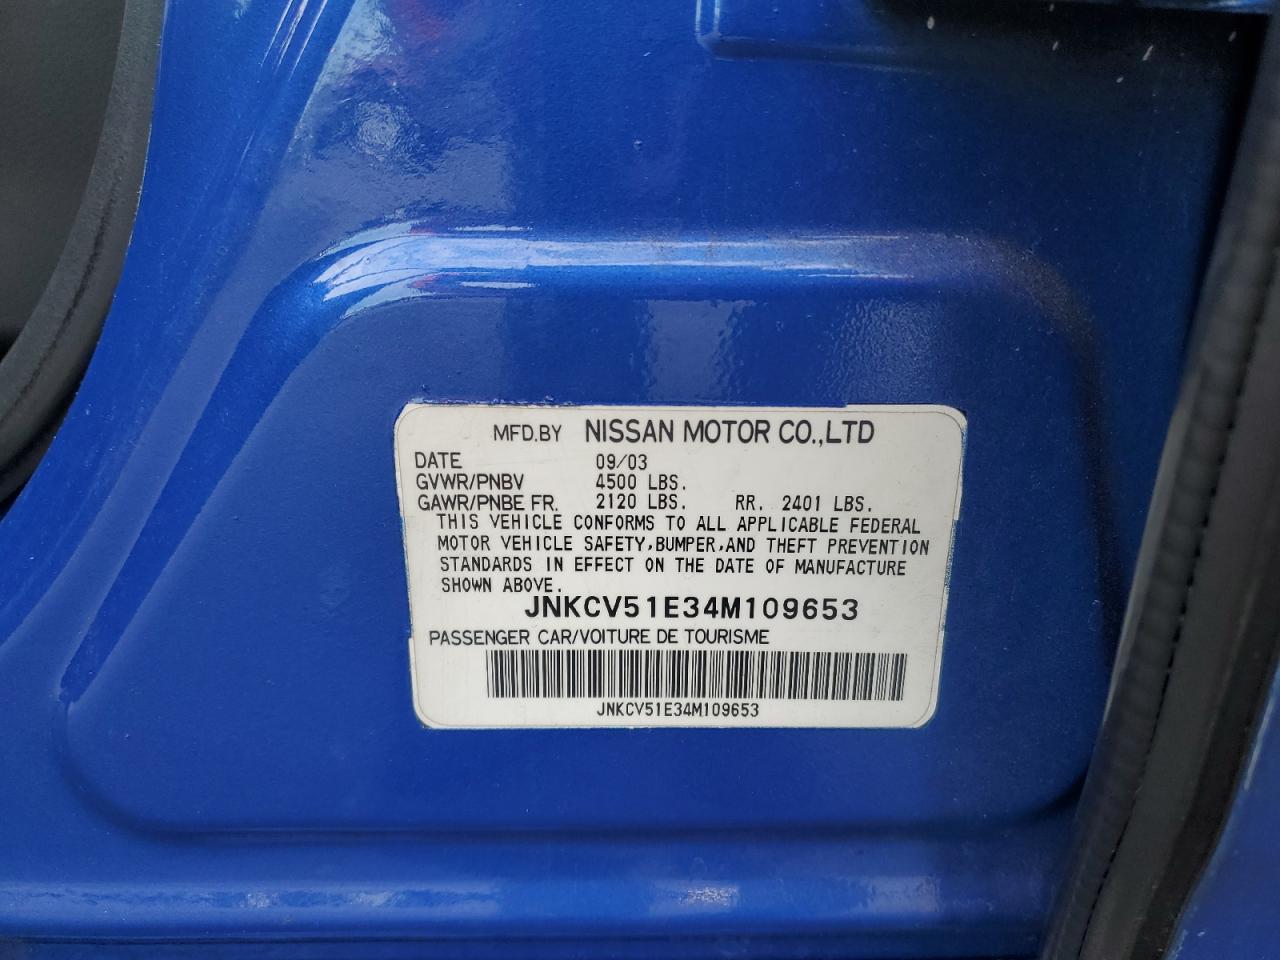 MFD.BY NISSAN MOTOR CO.,LTD
DATE 09/03
GVWR/PNBV 4500 LBS.
GAWR/PNBE FR. 2120 LBS. RR. 2401 LBS.
THIS VEHICLE CONFORMS TO ALL APPLICABLE FEDERAL
MOTOR VEHICLE SAFETY,BUMPER,AND THEFT PREVENTION
STANDARDS IN EFFECT ON THE DATE OF MANUFACTURE
SHOWN ABOVE.
JNKCV51E34M109653
PASSENGER CAR/VOITURE DE TOURISME
JNKCV51E34M109653